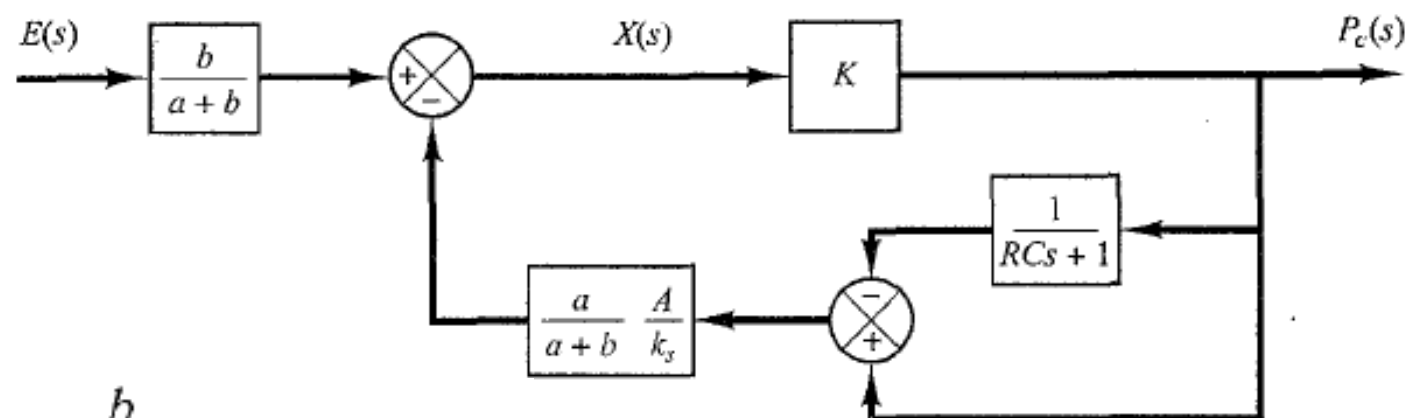 E(s)
b
a + b
+
−
X(s)
K
P_c(s)
1
RCs + 1
a
a + b
A
k_s
−
+
b